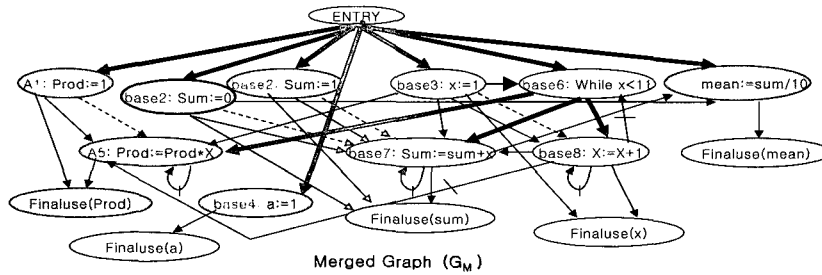 ENTRY
A1: Prod:=1
base2: Sum:=0
base2: Sum:=1
base3: x:=1
base6: While x<11
mean:=sum/10
A5: Prod:=Prod*X
base7: Sum:=sum+x
base8: X:=X+1
Finaluse(mean)
Finaluse(Prod)
base4: a:=1
Finaluse(sum)
Finaluse(x)
Finaluse(a)
Merged Graph (GM)